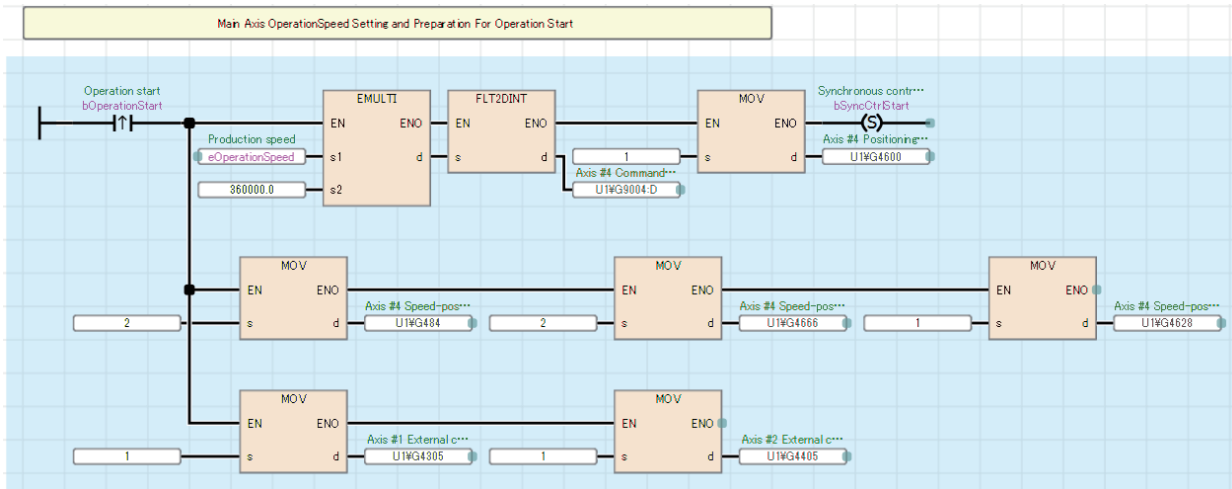 Main Axis OperationSpeed Setting and Preparation For Operation Start
Operation start
bOperationStart
EMULTI
FLT2DINT
MOV
Synchronous contr…
bSyncCtrlStart
EN ENO EN ENO EN ENO
(S)
Production speed
eOperationSpeed
s1 d s d
1
s d
Axis #4 Positioning…
U1¥G4600
Axis #4 Command…
U1¥G9004:D
360000.0
s2
MOV
MOV
MOV
EN ENO EN ENO EN ENO
Axis #4 Speed-pos…
Axis #4 Speed-pos…
Axis #4 Speed-pos…
2 s d U1¥G484
2 s d U1¥G4666
1 s d U1¥G4628
MOV
MOV
EN ENO EN ENO
Axis #1 External c…
Axis #2 External c…
1 s d U1¥G4305
1 s d U1¥G4405